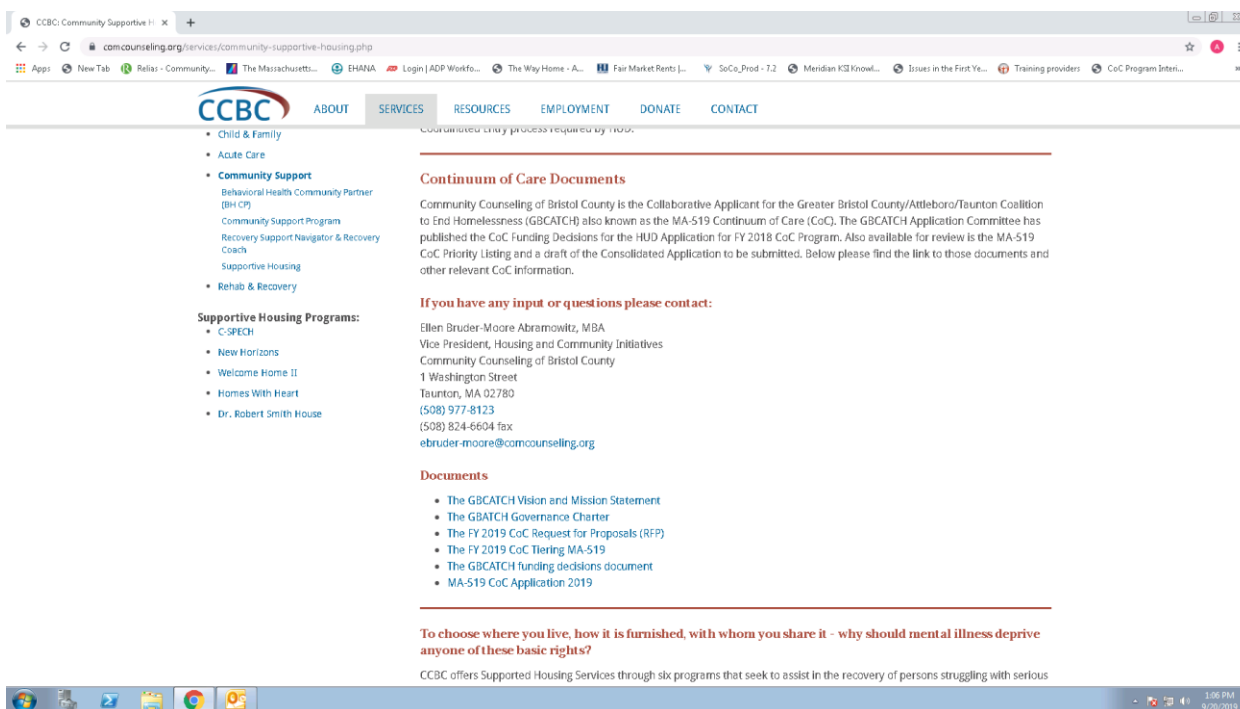 CCBC: Community Supportive H
comcounseling.org/services/community-supportive-housing.php
Apps New Tab Relias - Community... The Massachusetts... EHANA Login | ADP Workfo... The Way Home - A... Fair Market Rents |... SoCo_Prod - 7.2 Meridian KSI Knowl... Issues in the First Ye... Training providers CoC Program Interi...
CCBC ABOUT SERVICES RESOURCES EMPLOYMENT DONATE CONTACT
• Child & Family
• Acute Care
• Community Support
Behavioral Health Community Partner
(BH CP)
Community Support Program
Recovery Support Navigator & Recovery
Coach
Supportive Housing
• Rehab & Recovery
Supportive Housing Programs:
• C-SPECH
• New Horizons
• Welcome Home II
• Homes With Heart
• Dr. Robert Smith House
Coordinated Entry process required by HUD.
Continuum of Care Documents
Community Counseling of Bristol County is the Collaborative Applicant for the Greater Bristol County/Attleboro/Taunton Coalition
to End Homelessness (GBCATCH) also known as the MA-519 Continuum of Care (CoC). The GBCATCH Application Committee has
published the CoC Funding Decisions for the HUD Application for FY 2018 CoC Program. Also available for review is the MA-519
CoC Priority Listing and a draft of the Consolidated Application to be submitted. Below please find the link to those documents and
other relevant CoC information.
If you have any input or questions please contact:
Ellen Bruder-Moore Abramowitz, MBA
Vice President, Housing and Community Initiatives
Community Counseling of Bristol County
1 Washington Street
Taunton, MA 02780
(508) 977-8123
(508) 824-6604 fax
ebruder-moore@comcounseling.org
Documents
• The GBCATCH Vision and Mission Statement
• The GBATCH Governance Charter
• The FY 2019 CoC Request for Proposals (RFP)
• The FY 2019 CoC Tiering MA-519
• The GBCATCH funding decisions document
• MA-519 CoC Application 2019
To choose where you live, how it is furnished, with whom you share it - why should mental illness deprive
anyone of these basic rights?
CCBC offers Supported Housing Services through six programs that seek to assist in the recovery of persons struggling with serious
1:06 PM
9/20/2019